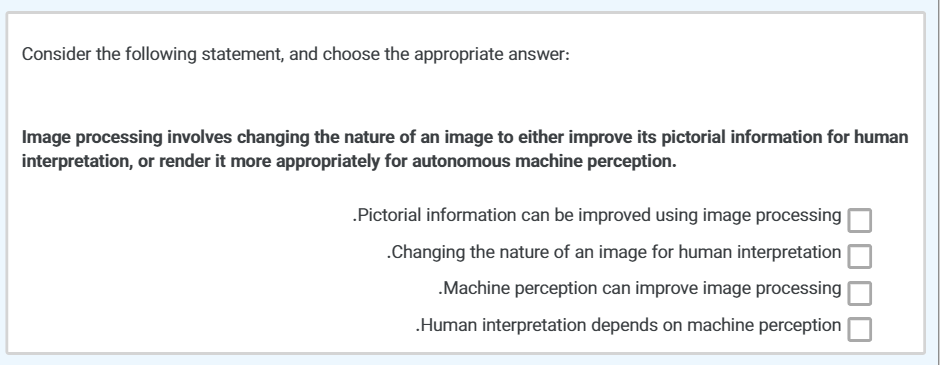 Consider the following statement, and choose the appropriate answer:
Image processing involves changing the nature of an image to either improve its pictorial information for human
interpretation, or render it more appropriately for autonomous machine perception.
.Pictorial information can be improved using image processing
.Changing the nature of an image for human interpretation
.Machine perception can improve image processing
.Human interpretation depends on machine perception